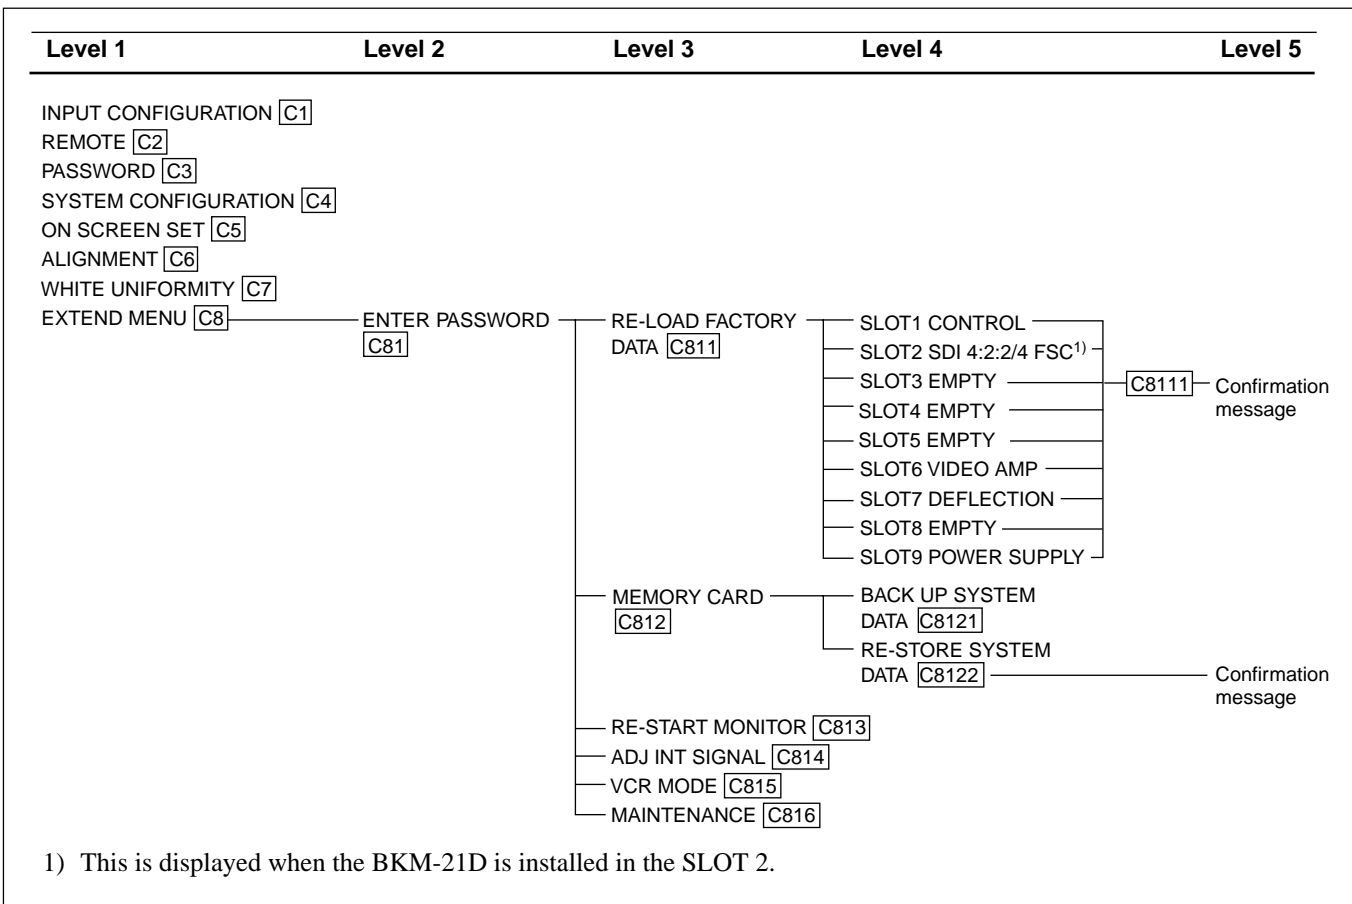 Level 1 Level 2 Level 3 Level 4 Level 5
INPUT CONFIGURATION C1
REMOTE C2
PASSWORD C3
SYSTEM CONFIGURATION C4
ON SCREEN SET C5
ALIGNMENT C6
WHITE UNIFORMITY C7
EXTEND MENU C8
ENTER PASSWORD
C81
RE-LOAD FACTORY
DATA C811
SLOT1 CONTROL
SLOT2 SDI 4:2:2/4 FSC1)
SLOT3 EMPTY
SLOT4 EMPTY
SLOT5 EMPTY
SLOT6 VIDEO AMP
SLOT7 DEFLECTION
SLOT8 EMPTY
SLOT9 POWER SUPPLY
C8111
Confirmation
message
MEMORY CARD
C812
BACK UP SYSTEM
DATA C8121
RE-STORE SYSTEM
DATA C8122
Confirmation
message
RE-START MONITOR C813
ADJ INT SIGNAL C814
VCR MODE C815
MAINTENANCE C816
1) This is displayed when the BKM-21D is installed in the SLOT 2.